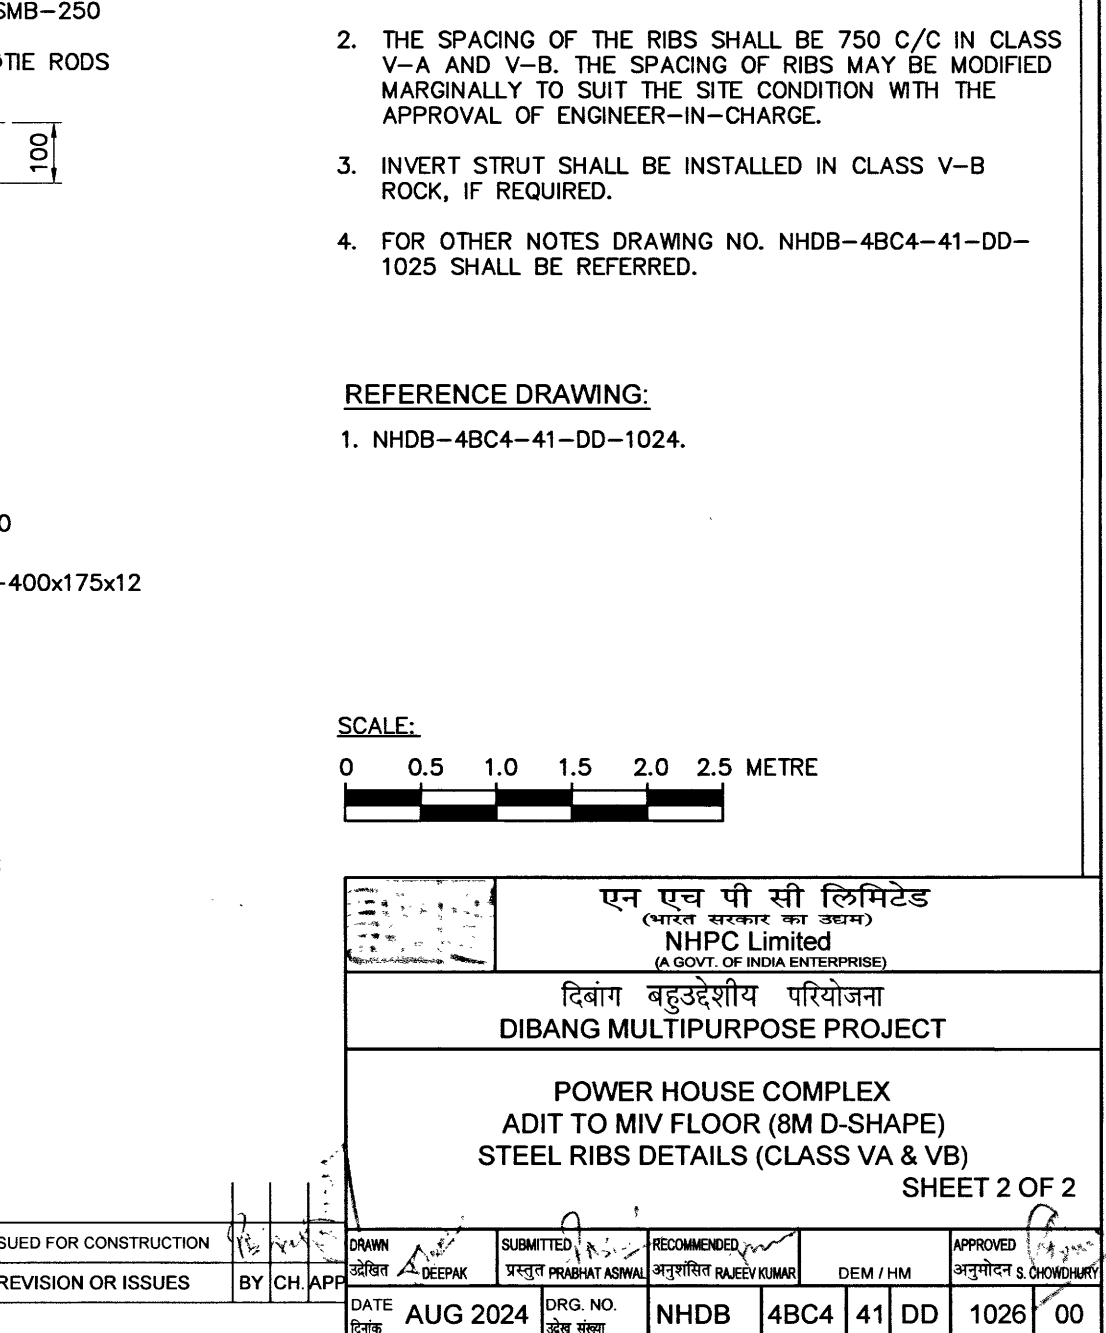 SMB-250
TIE RODS
100
2. THE SPACING OF THE RIBS SHALL BE 750 C/C IN CLASS
V-A AND V-B. THE SPACING OF RIBS MAY BE MODIFIED
MARGINALLY TO SUIT THE SITE CONDITION WITH THE
APPROVAL OF ENGINEER-IN-CHARGE.
3. INVERT STRUT SHALL BE INSTALLED IN CLASS V-B
ROCK, IF REQUIRED.
4. FOR OTHER NOTES DRAWING NO. NHDB-4BC4-41-DD-
1025 SHALL BE REFERRED.
REFERENCE DRAWING:
1. NHDB-4BC4-41-DD-1024.
0
-400x175x12
SCALE:
0 0.5 1.0 1.5 2.0 2.5 METRE
एन एच पी सी लिमिटेड
(भारत सरकार का उद्यम)
NHPC Limited
(A GOVT. OF INDIA ENTERPRISE)
दिबांग बहुउद्देशीय परियोजना
DIBANG MULTIPURPOSE PROJECT
POWER HOUSE COMPLEX
ADIT TO MIV FLOOR (8M D-SHAPE)
STEEL RIBS DETAILS (CLASS VA & VB)
SHEET 2 OF 2
SUED FOR CONSTRUCTION
REVISION OR ISSUES BY CH. APP
DRAWN SUBMITTED RECOMMENDED APPROVED
उद्रेखित DEEPAK प्रस्तुत PRABHAT ASIWAL अनुशंसित RAJEEV KUMAR DEM / HM अनुमोदन S. CHOWDHURY
DATE AUG 2024 DRG. NO. NHDB 4BC4 41 DD 1026 00
दिनांक उद्रेख संख्या